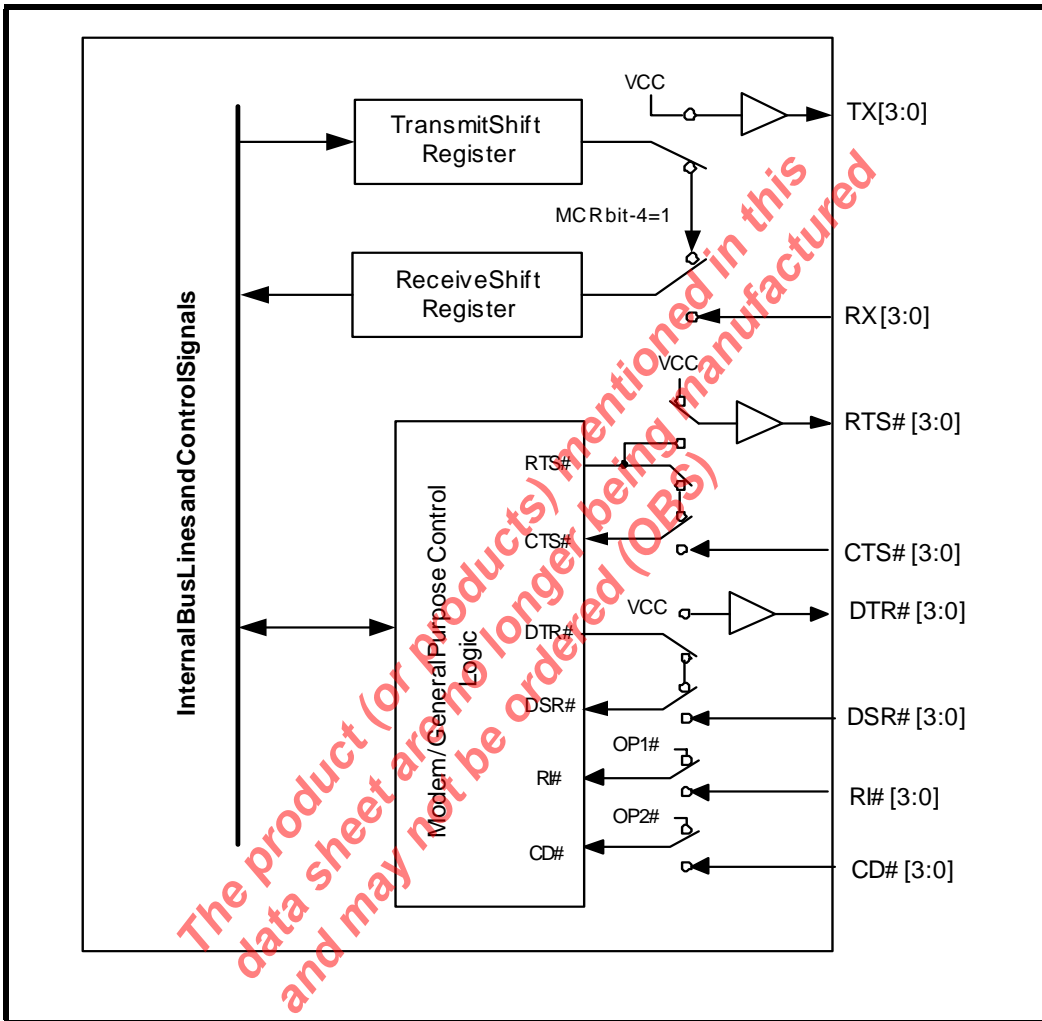 VCC
TX[3:0]
TransmitShift
Register
MCRbit-4=1
ReceiveShift
Register
RX[3:0]
InternalBusLinesandControlSignals
VCC
RTS# [3:0]
RTS#
CTS#
CTS# [3:0]
VCC
DTR# [3:0]
DTR#
Modem/GeneralPurposeControl
Logic
DSR#
DSR# [3:0]
OP1#
RI#
RI# [3:0]
OP2#
CD#
CD# [3:0]
The product (or products) mentioned in this
data sheet are no longer being manufactured
and may not be ordered (OBS)